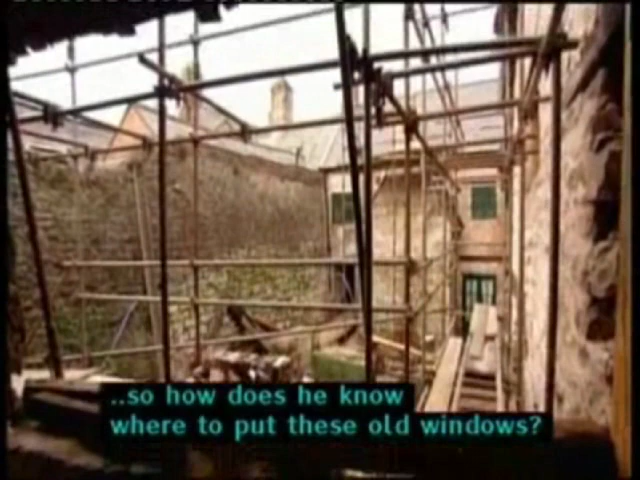 ..so how does he know
where to put these old windows?